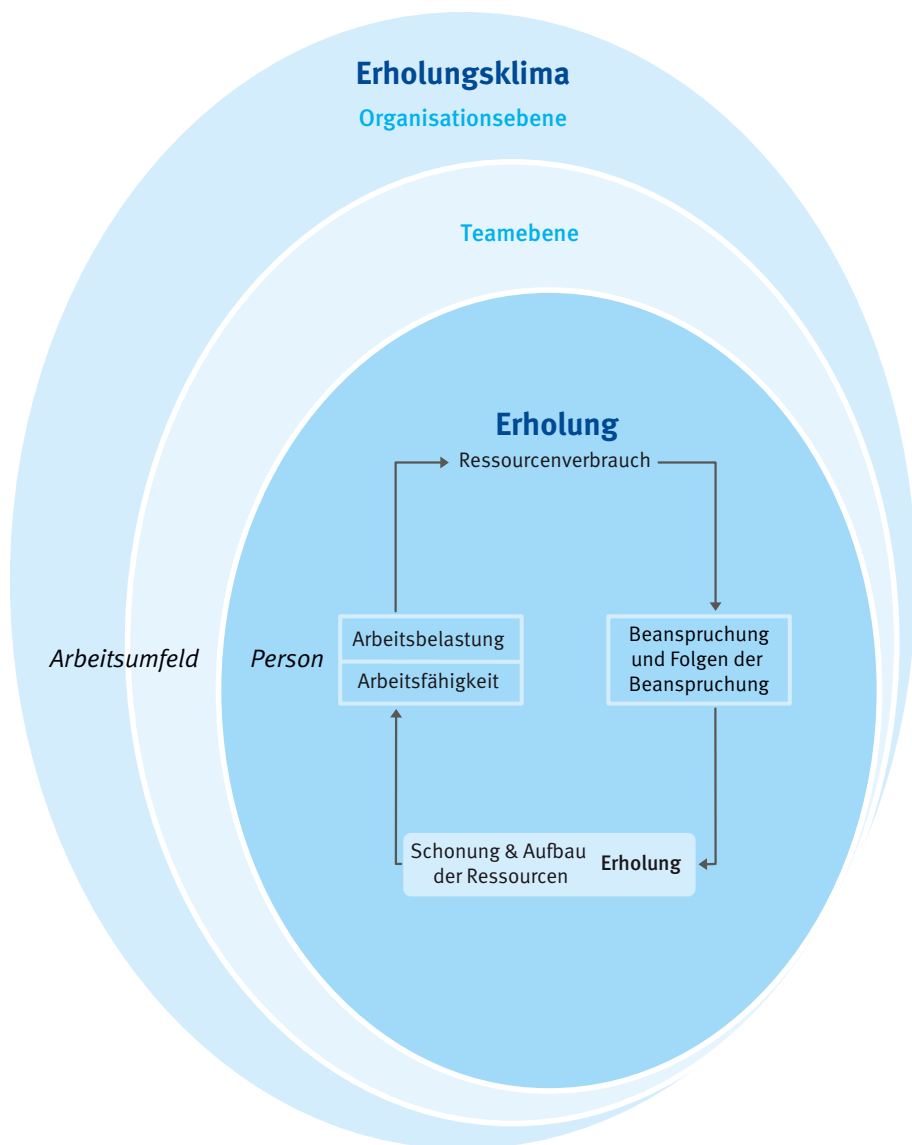 Erholungsklima
Organisationsebene
Teamebene
Erholung
Ressourcenverbrauch
Arbeitsumfeld
Person
Arbeitsbelastung
Arbeitsfähigkeit
Beanspruchung
und Folgen der
Beanspruchung
Schonung & Aufbau
der Ressourcen
Erholung